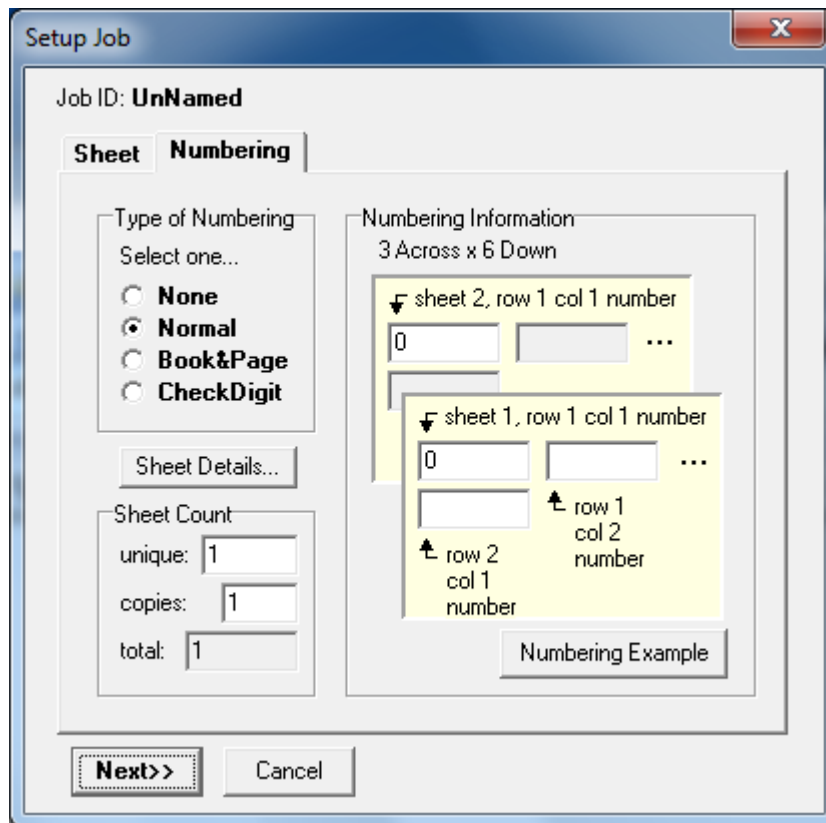 Setup Job
Job ID: UnNamed
Sheet Numbering
Type of Numbering
Select one...
None
Normal
Book&Page
CheckDigit
Sheet Details...
Sheet Count
unique: 1
copies: 1
total: 1
Numbering Information
3 Across x 6 Down
sheet 2, row 1 col 1 number
0 ...
sheet 1, row 1 col 1 number
0 ...
row 1
col 2
number
row 2
col 1
number
Numbering Example
Next>> Cancel